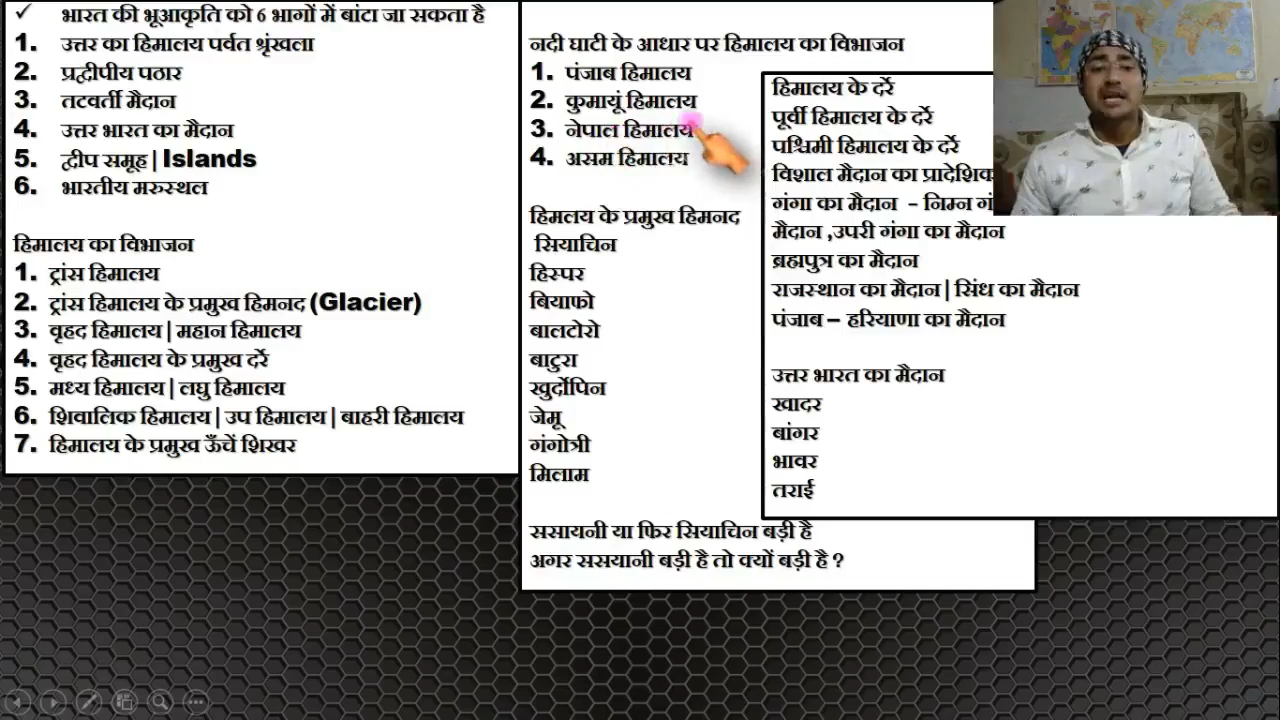 ✓ भारत की भूआकृति को 6 भागों में बांटा जा सकता है
1. उत्तर का हिमालय पर्वत श्रृंखला
2. प्रद्वीपीय पठार
3. तटवर्ती मैदान
4. उत्तर भारत का मैदान
5. द्वीप समूह | Islands
6. भारतीय मरुस्थल
हिमालय का विभाजन
1. ट्रांस हिमालय
2. ट्रांस हिमालय के प्रमुख हिमनद (Glacier)
3. वृहद हिमालय | महान हिमालय
4. वृहद हिमालय के प्रमुख दर्रे
5. मध्य हिमालय | लघु हिमालय
6. शिवालिक हिमालय | उप हिमालय | बाहरी हिमालय
7. हिमालय के प्रमुख ऊँचें शिखर
नदी घाटी के आधार पर हिमालय का विभाजन
1. पंजाब हिमालय
2. कुमायूं हिमालय
3. नेपाल हिमालय
4. असम हिमालय
हिमलय के प्रमुख हिमनद
सियाचिन
हिस्पर
बियाफो
बालटोरो
बाटुरा
खुर्दोपिन
जेमू
गंगोत्री
मिलाम
ससायनी या फिर सियाचिन बड़ी है
अगर ससयानी बड़ी है तो क्यों बड़ी है ?
हिमालय के दर्रे
पूर्वी हिमालय के दर्रे
पश्चिमी हिमालय के दर्रे
विशाल मैदान का
गंगा का मैदान - निम्न
मैदान ,उपरी गंगा का मैदान
ब्रह्मपुत्र का मैदान
राजस्थान का मैदान | सिंध का मैदान
पंजाब – हरियाणा का मैदान
उत्तर भारत का मैदान
खादर
बांगर
भावर
तराई